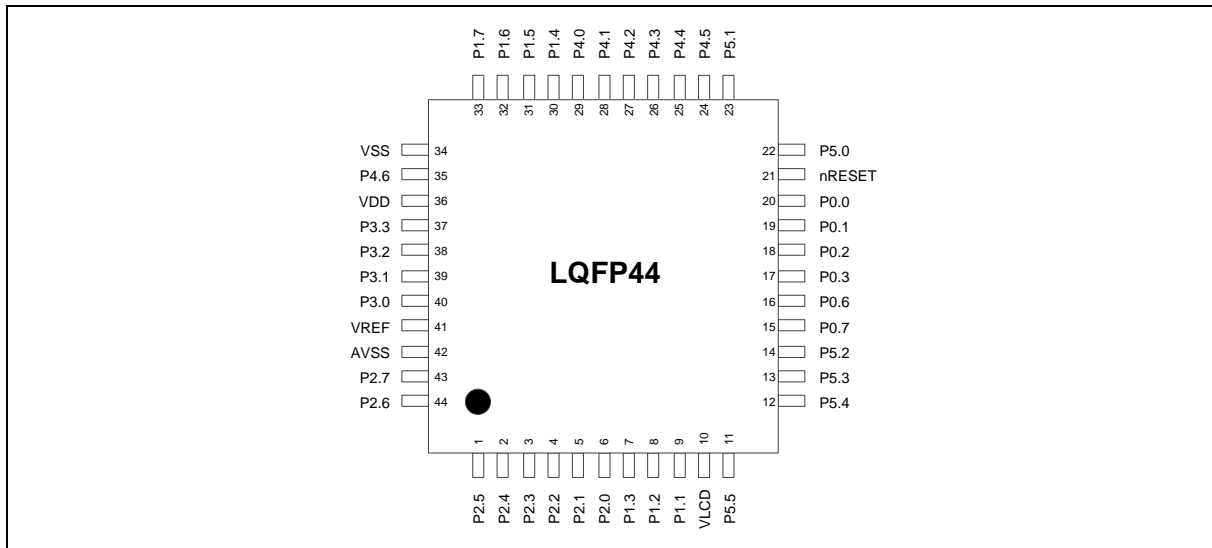 P1.7 P1.6 P1.5 P1.4 P4.0 P4.1 P4.2 P4.3 P4.4 P4.5 P5.1
33 32 31 30 29 28 27 26 25 24 23
VSS 34 22 P5.0
P4.6 35 21 nRESET
VDD 36 20 P0.0
P3.3 37 19 P0.1
P3.2 38 18 P0.2
P3.1 39 17 P0.3
LQFP44
P3.0 40 16 P0.6
VREF 41 15 P0.7
AVSS 42 14 P5.2
P2.7 43 13 P5.3
P2.6 44 12 P5.4
1 2 3 4 5 6 7 8 9 10 11
P2.5 P2.4 P2.3 P2.2 P2.1 P2.0 P1.3 P1.2 P1.1 VLCD P5.5